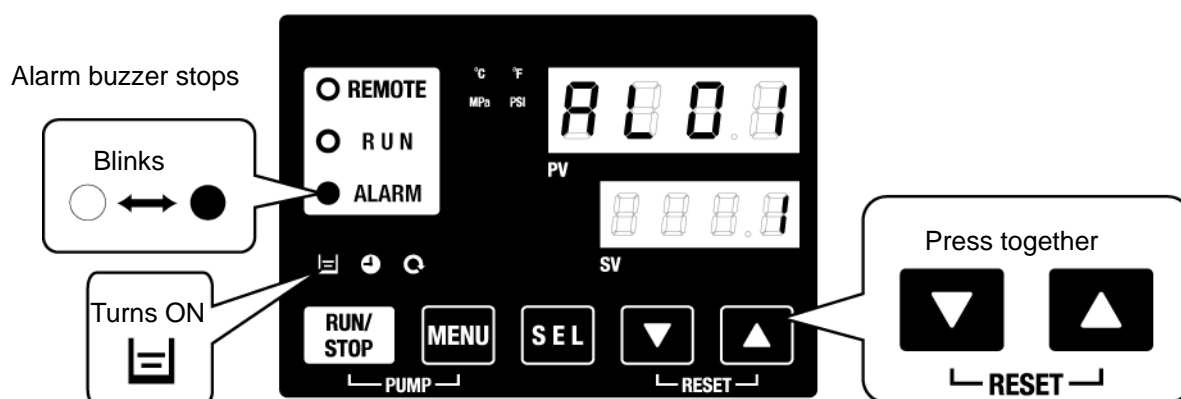 Alarm buzzer stops
Blinks
Turns ON
REMOTE
RUN
ALARM
°C °F
MPa PSI
AL01
PV
1
SV
RUN/
STOP
MENU
SEL
PUMP
RESET
Press together
RESET